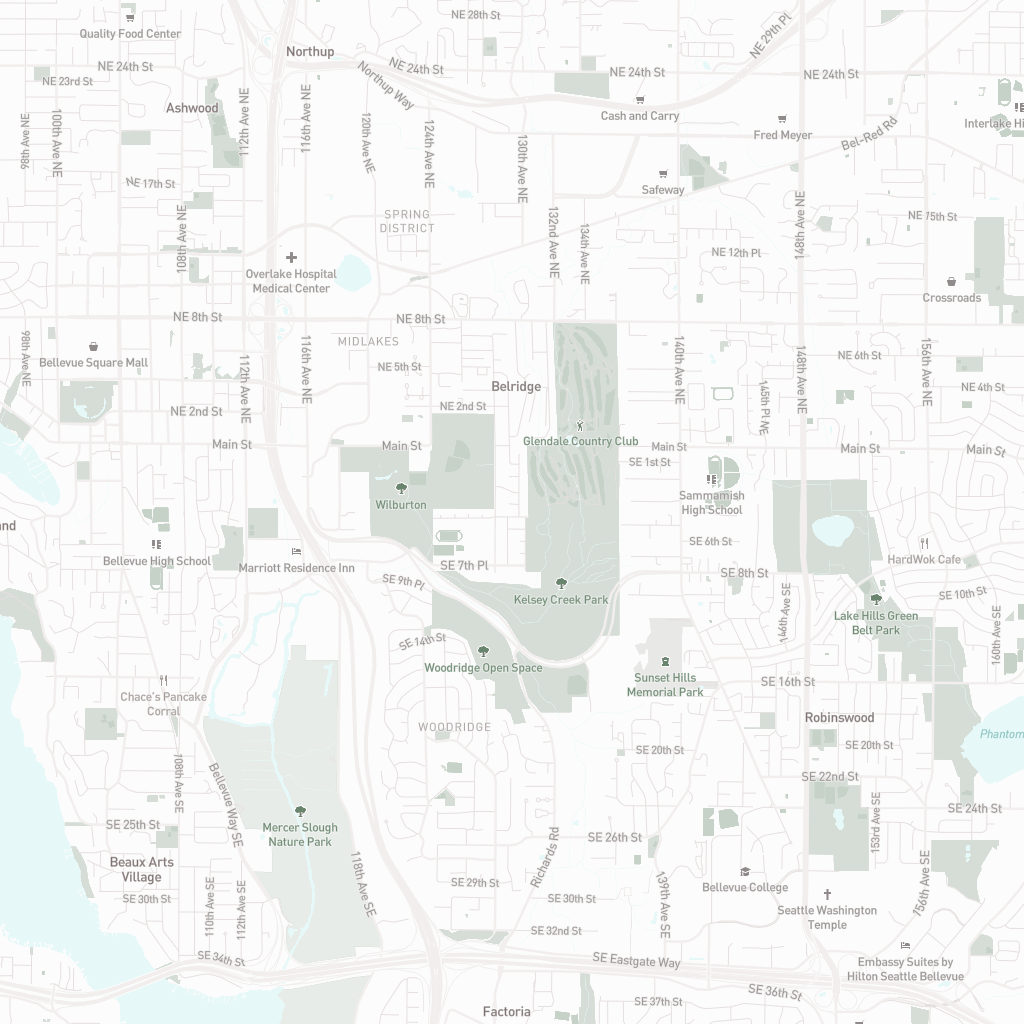 NE 28th St
NE 29th Pl
Quality Food Center
Northup
NE 24th St
NE 24th St
NE 24th St
NE 24th St
NE 23rd St
Northup Way
Ashwood
Cash and Carry
Fred Meyer
Interlake Hi
98th Ave NE
100th Ave NE
112th Ave NE
116th Ave NE
120th Ave NE
124th Ave NE
130th Ave NE
Bel-Red Rd
NE 17th St
Safeway
108th Ave NE
SPRING
DISTRICT
132nd Ave NE
134th Ave NE
148th Ave NE
NE 15th St
NE 12th Pl
Overlake Hospital
Medical Center
Crossroads
NE 8th St
NE 8th St
98th Ave NE
Bellevue Square Mall
112th Ave NE
116th Ave NE
MIDLAKES
NE 5th St
Belridge
140th Ave NE
148th Ave NE
NE 6th St
156th Ave NE
NE 4th St
145th Pl NE
NE 2nd St
NE 2nd St
Main St
Main St
Glendale Country Club
Main St
Main St
Main St
SE 1st St
Wilburton
Sammamish
High School
and
SE 6th St
Bellevue High School
Marriott Residence Inn
SE 7th Pl
HardWok Cafe
SE 9th Pl
Kelsey Creek Park
SE 8th St
SE 10th St
146th Ave SE
Lake Hills Green
Belt Park
160th Ave SE
SE 14th St
Woodridge Open Space
Sunset Hills
Memorial Park
SE 16th St
Chace's Pancake
Corral
WOODRIDGE
Robinswood
Phantom
SE 20th St
SE 20th St
108th Ave SE
Bellevue Way SE
SE 22nd St
SE 24th St
Mercer Slough
Nature Park
SE 25th St
SE 26th St
153rd Ave SE
Richards Rd
Beaux Arts
Village
118th Ave SE
139th Ave SE
156th Ave SE
SE 29th St
SE 30th St
SE 30th St
110th Ave SE
112th Ave SE
Bellevue College
Seattle Washington
Temple
SE 32nd St
SE 34th St
SE Eastgate Way
Embassy Suites by
Hilton Seattle Bellevue
SE 36th St
SE 37th St
Factoria